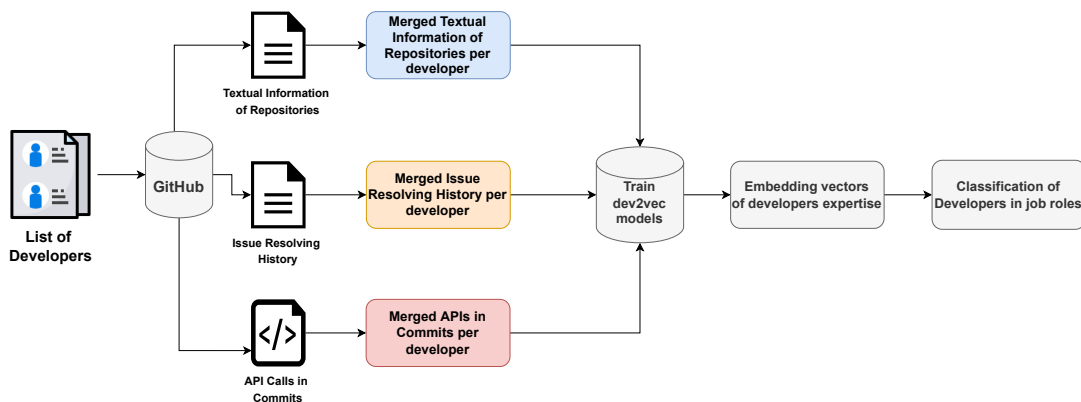 List of
Developers
GitHub
Textual Information
of Repositories
Merged Textual
Information of
Repositories per
developer
Issue Resolving
History
Merged Issue
Resolving History per
developer
API Calls in
Commits
Merged APIs in
Commits per
developer
Train
dev2vec
models
Embedding vectors
of developers expertise
Classification of
Developers in job roles